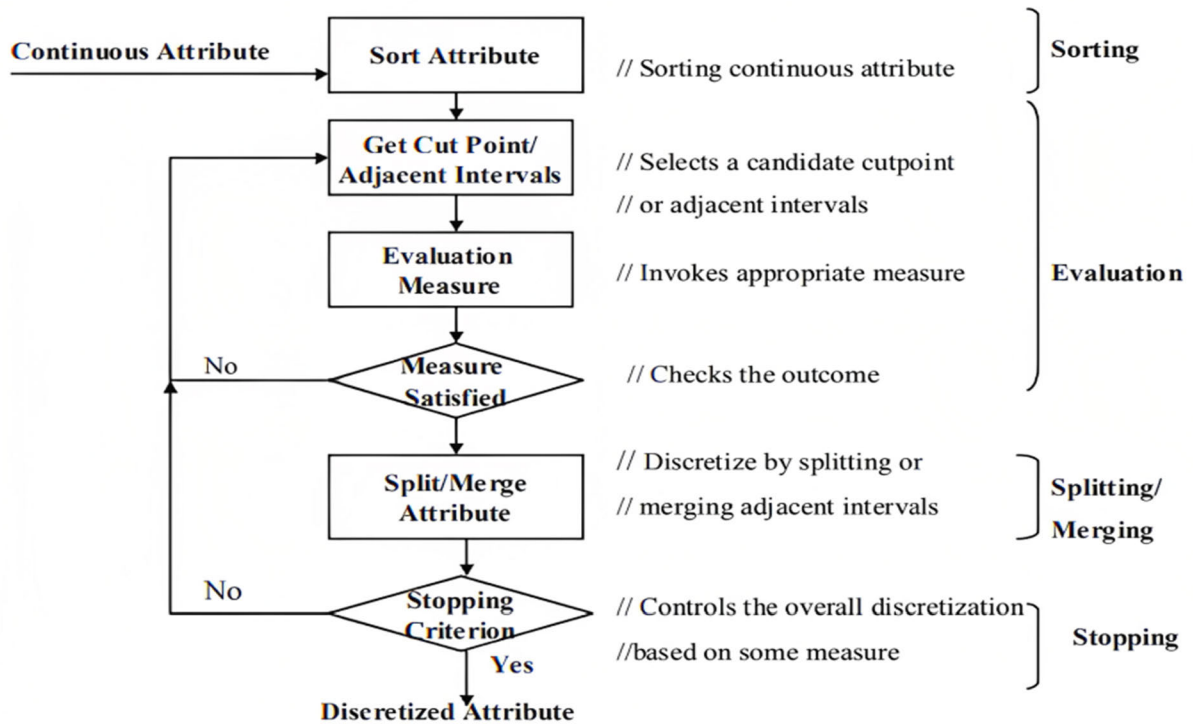 Continuous Attribute
Sort Attribute
// Sorting continuous attribute
Sorting
Get Cut Point/
Adjacent Intervals
// Selects a candidate cutpoint
// or adjacent intervals
Evaluation
Measure
// Invokes appropriate measure
Evaluation
No
Measure
Satisfied
// Checks the outcome
Split/Merge
Attribute
// Discretize by splitting or
// merging adjacent intervals
Splitting/
Merging
No
Stopping
Criterion
// Controls the overall discretization
//based on some measure
Stopping
Yes
Discretized Attribute